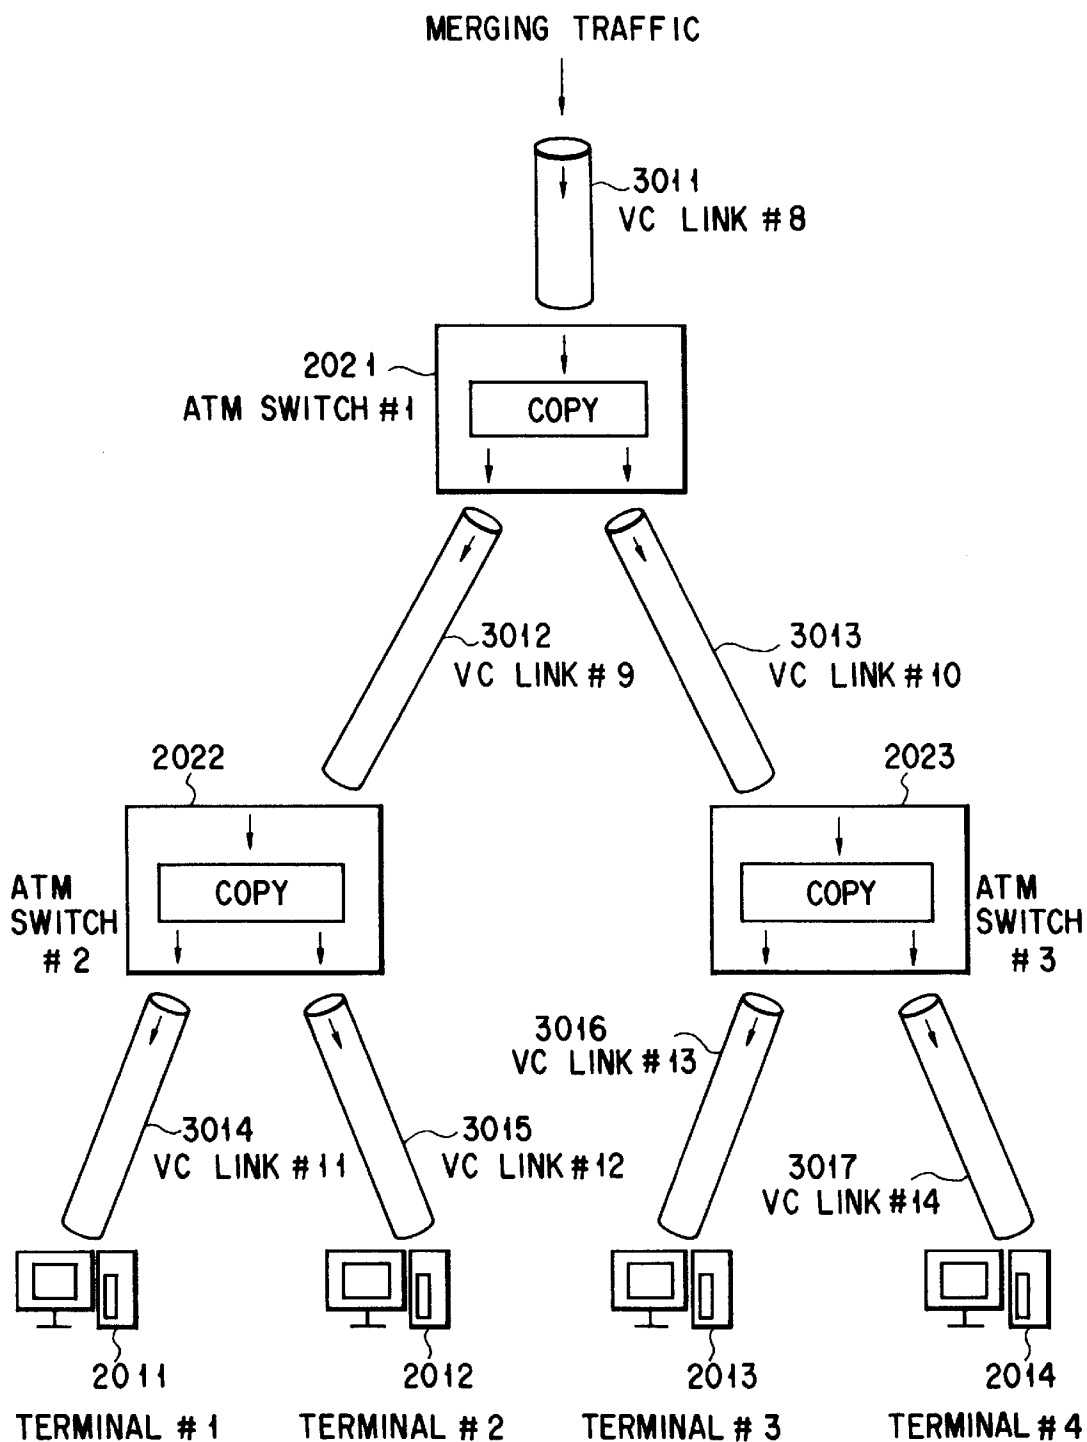 MERGING TRAFFIC
3011
VC LINK #8
2021
ATM SWITCH #1
COPY
3012
VC LINK #9
3013
VC LINK #10
2022
2023
COPY
COPY
ATM
SWITCH
#2
ATM
SWITCH
#3
3016
VC LINK #13
3014
VC LINK #11
3015
VC LINK #12
3017
VC LINK #14
2011
2012
2013
2014
TERMINAL #1
TERMINAL #2
TERMINAL #3
TERMINAL #4